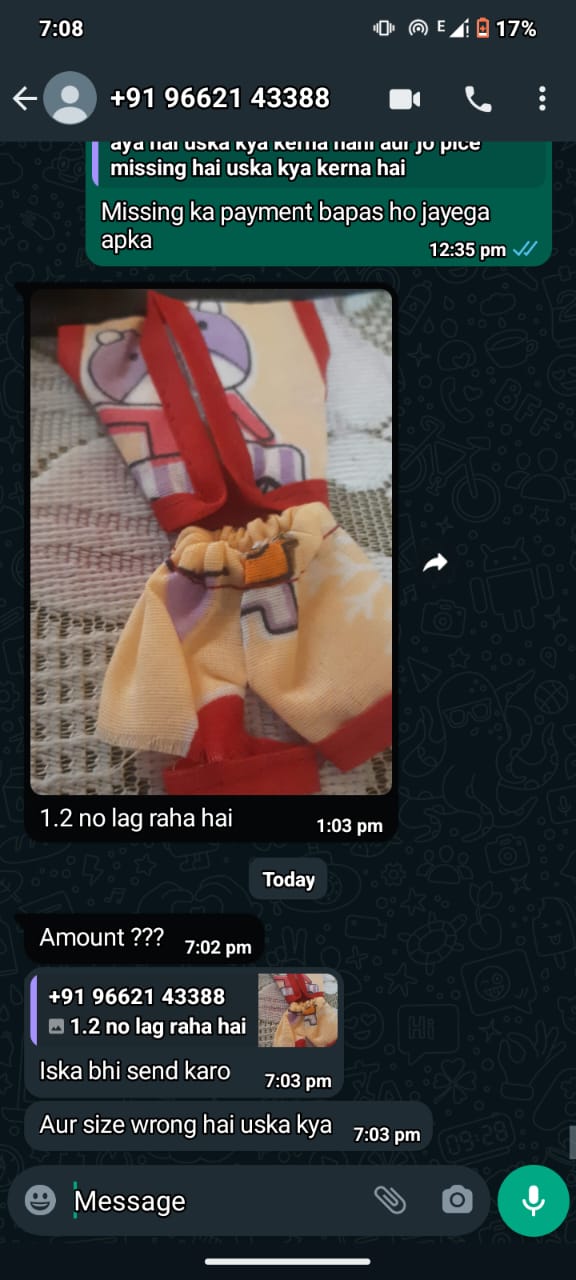 7:08
E
17%
+91 96621 43388
aya hai uska kya kerna hani aur jo pice
missing hai uska kya kerna hai
Missing ka payment bapas ho jayega
apka
12:35 pm
1.2 no lag raha hai
1:03 pm
Today
Amount ???
7:02 pm
+91 96621 43388
1.2 no lag raha hai
Iska bhi send karo
7:03 pm
Aur size wrong hai uska kya
7:03 pm
Message